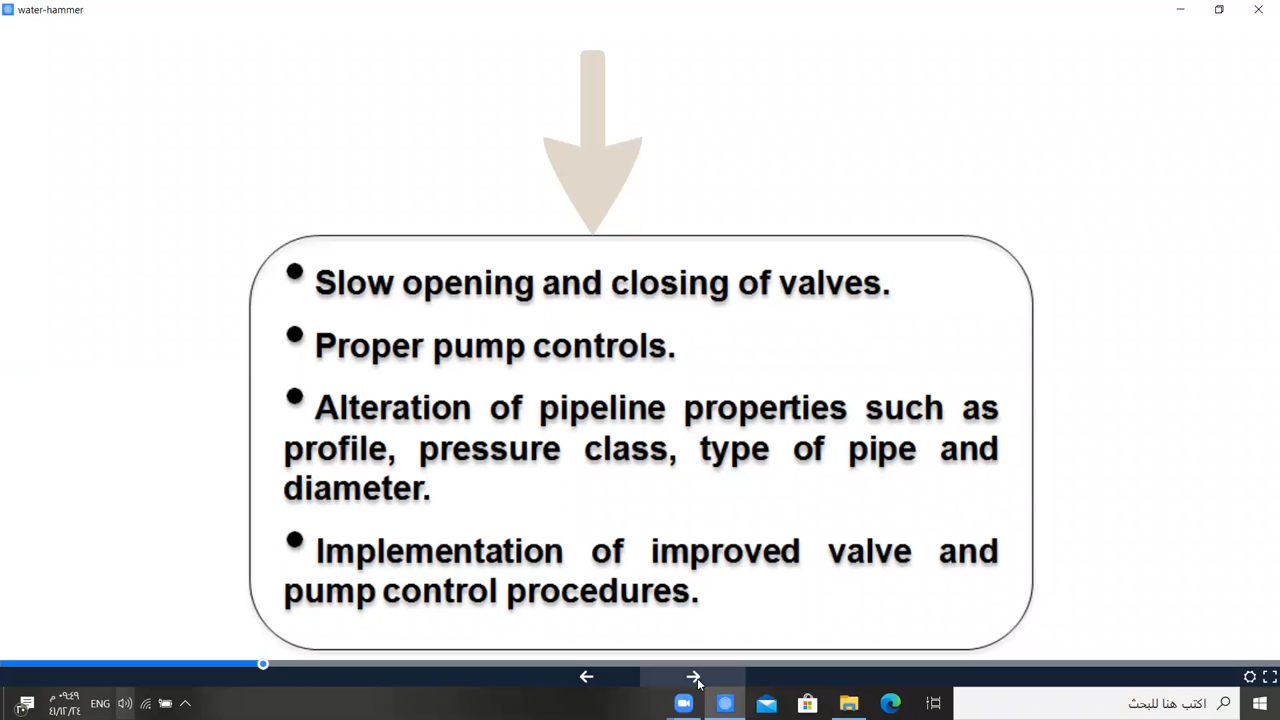 water-hammer
• Slow opening and closing of valves.
• Proper pump controls.
• Alteration of pipeline properties such as
profile, pressure class, type of pipe and
diameter.
• Implementation of improved valve and
pump control procedures.
ENG
اكتب هنا للبحث